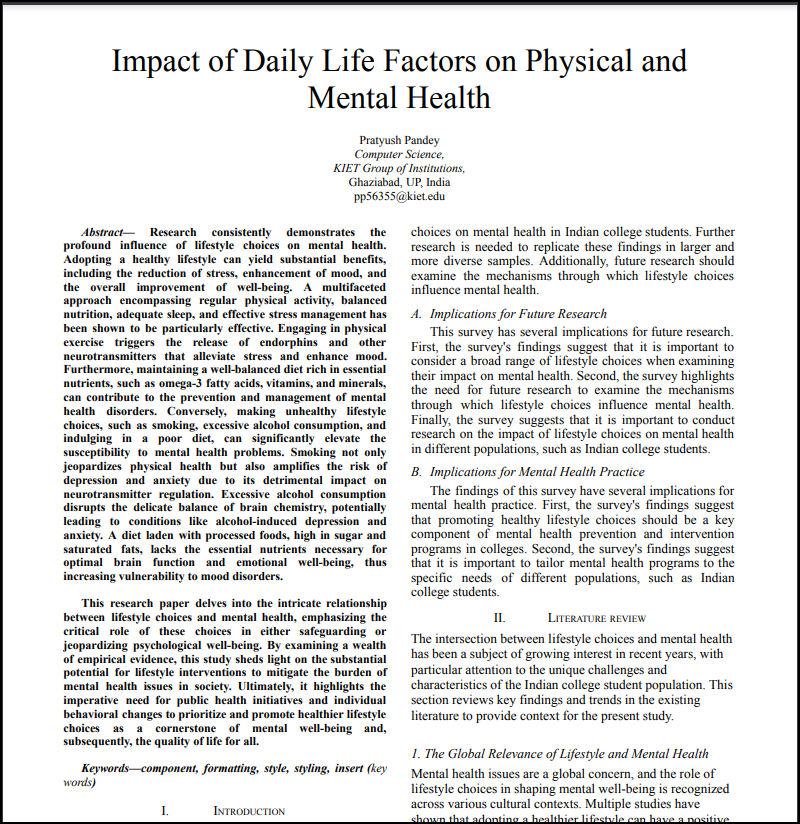 Impact of Daily Life Factors on Physical and
Mental Health
Pratyush Pandey
Computer Science,
KIET Group of Institutions,
Ghaziabad, UP, India
pp56355@kiet.edu
Abstract— Research consistently demonstrates the
profound influence of lifestyle choices on mental health.
Adopting a healthy lifestyle can yield substantial benefits,
including the reduction of stress, enhancement of mood, and
the overall improvement of well-being. A multifaceted
approach encompassing regular physical activity, balanced
nutrition, adequate sleep, and effective stress management has
been shown to be particularly effective. Engaging in physical
exercise triggers the release of endorphins and other
neurotransmitters that alleviate stress and enhance mood.
Furthermore, maintaining a well-balanced diet rich in essential
nutrients, such as omega-3 fatty acids, vitamins, and minerals,
can contribute to the prevention and management of mental
health disorders. Conversely, making unhealthy lifestyle
choices, such as smoking, excessive alcohol consumption, and
indulging in a poor diet, can significantly elevate the
susceptibility to mental health problems. Smoking not only
jeopardizes physical health but also amplifies the risk of
depression and anxiety due to its detrimental impact on
neurotransmitter regulation. Excessive alcohol consumption
disrupts the delicate balance of brain chemistry, potentially
leading to conditions like alcohol-induced depression and
anxiety. A diet laden with processed foods, high in sugar and
saturated fats, lacks the essential nutrients necessary for
optimal brain function and emotional well-being, thus
increasing vulnerability to mood disorders.
This research paper delves into the intricate relationship
between lifestyle choices and mental health, emphasizing the
critical role of these choices in either safeguarding or
jeopardizing psychological well-being. By examining a wealth
of empirical evidence, this study sheds light on the substantial
potential for lifestyle interventions to mitigate the burden of
mental health issues in society. Ultimately, it highlights the
imperative need for public health initiatives and individual
behavioral changes to prioritize and promote healthier lifestyle
choices as a cornerstone of mental well-being and,
subsequently, the quality of life for all.
Keywords—component, formatting, style, styling, insert (key
words)
I. INTRODUCTION
choices on mental health in Indian college students. Further
research is needed to replicate these findings in larger and
more diverse samples. Additionally, future research should
examine the mechanisms through which lifestyle choices
influence mental health.
A. Implications for Future Research
This survey has several implications for future research.
First, the survey's findings suggest that it is important to
consider a broad range of lifestyle choices when examining
their impact on mental health. Second, the survey highlights
the need for future research to examine the mechanisms
through which lifestyle choices influence mental health.
Finally, the survey suggests that it is important to conduct
research on the impact of lifestyle choices on mental health
in different populations, such as Indian college students.
B. Implications for Mental Health Practice
The findings of this survey have several implications for
mental health practice. First, the survey's findings suggest
that promoting healthy lifestyle choices should be a key
component of mental health prevention and intervention
programs in colleges. Second, the survey's findings suggest
that it is important to tailor mental health programs to the
specific needs of different populations, such as Indian
college students.
II. LITERATURE REVIEW
The intersection between lifestyle choices and mental health
has been a subject of growing interest in recent years, with
particular attention to the unique challenges and
characteristics of the Indian college student population. This
section reviews key findings and trends in the existing
literature to provide context for the present study.
1. The Global Relevance of Lifestyle and Mental Health
Mental health issues are a global concern, and the role of
lifestyle choices in shaping mental well-being is recognized
across various cultural contexts. Multiple studies have
shown that adopting a healthier lifestyle can have a positive